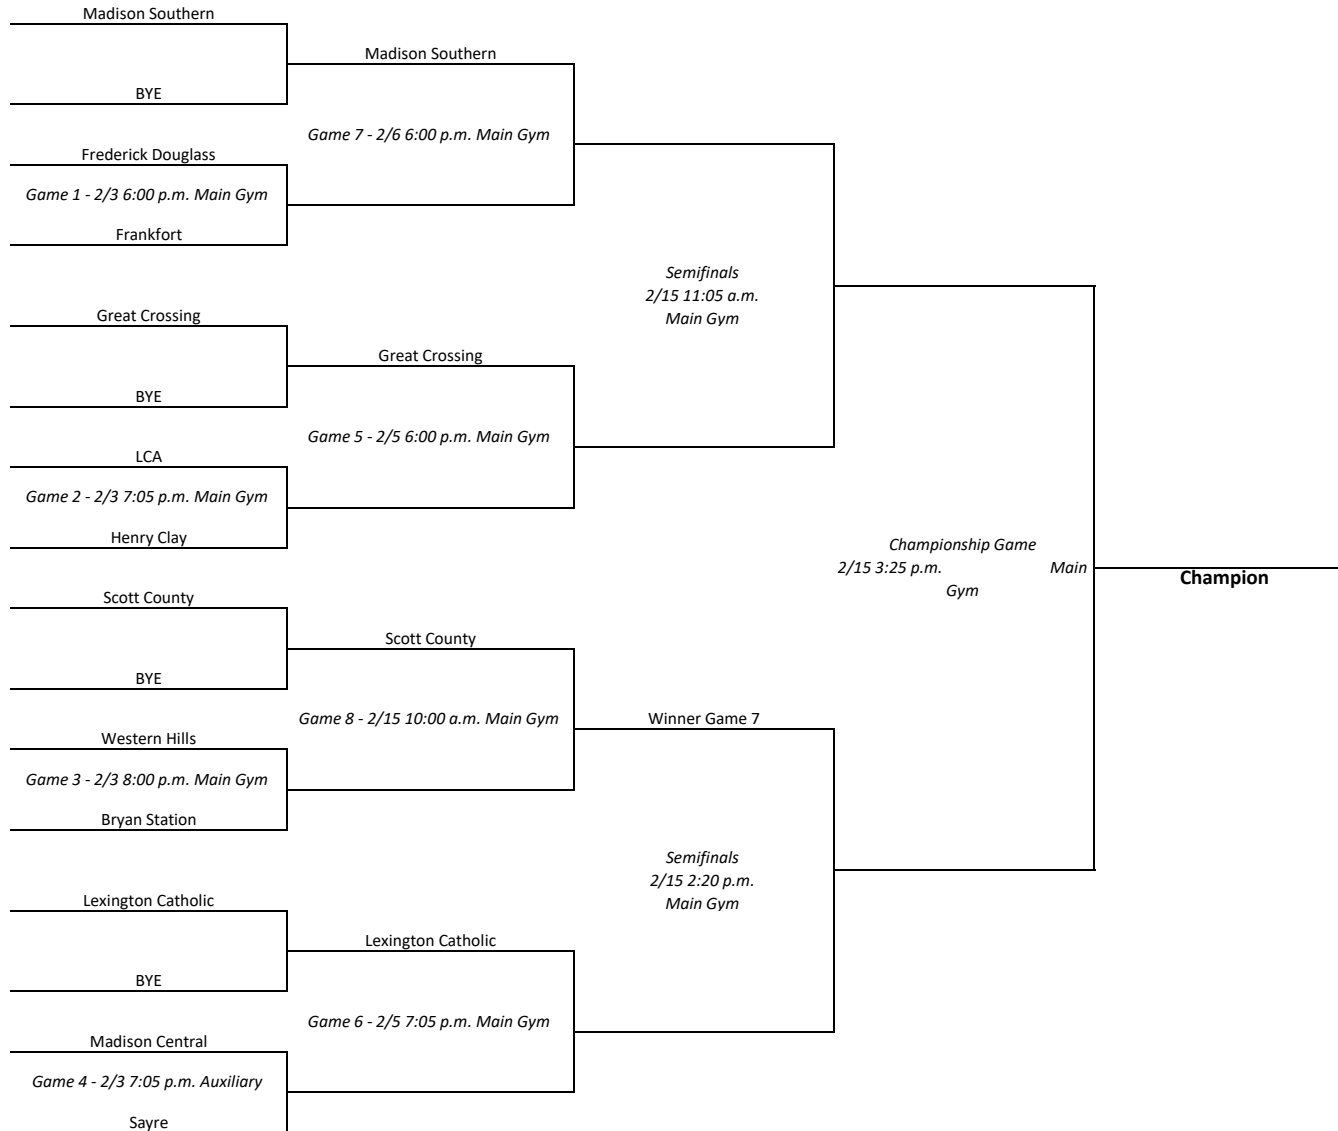 Madison Southern
Madison Southern
BYE
Game 7 - 2/6 6:00 p.m. Main Gym
Frederick Douglass
Game 1 - 2/3 6:00 p.m. Main Gym
Frankfort
Semifinals
2/15 11:05 a.m.
Main Gym
Great Crossing
Great Crossing
BYE
Game 5 - 2/5 6:00 p.m. Main Gym
LCA
Game 2 - 2/3 7:05 p.m. Main Gym
Henry Clay
Championship Game
2/15 3:25 p.m. Main
Gym
Champion
Scott County
Scott County
BYE
Game 8 - 2/15 10:00 a.m. Main Gym
Winner Game 7
Western Hills
Game 3 - 2/3 8:00 p.m. Main Gym
Bryan Station
Semifinals
2/15 2:20 p.m.
Main Gym
Lexington Catholic
Lexington Catholic
BYE
Game 6 - 2/5 7:05 p.m. Main Gym
Madison Central
Game 4 - 2/3 7:05 p.m. Auxiliary
Sayre